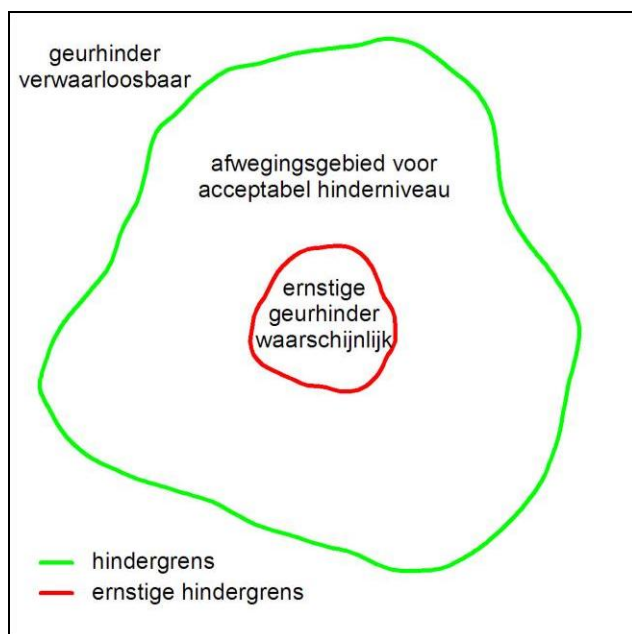 geurhinder
verwaarloosbaar
afwegingsgebied voor
acceptabel hinderniveau
ernstige
geurhinder
waarschijnlijk
hindergrens
ernstige hindergrens